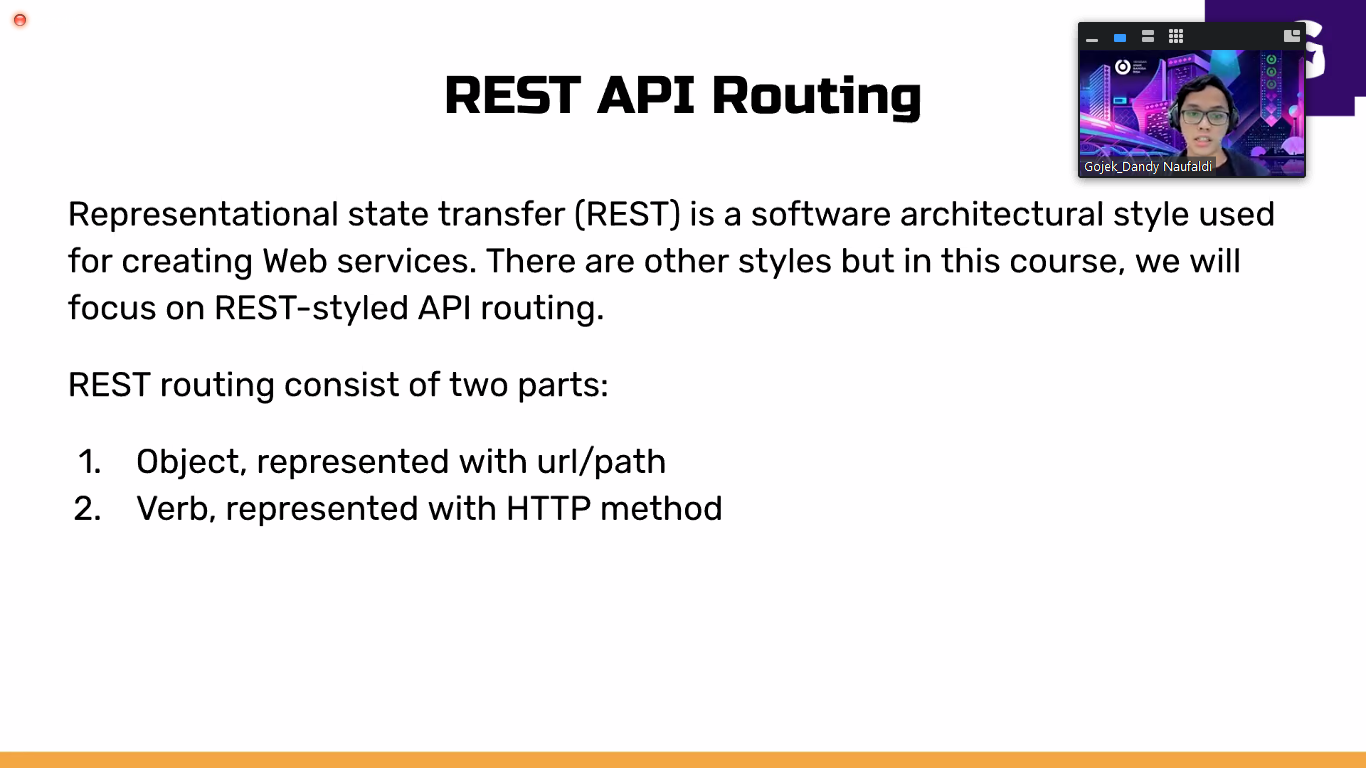 REST API Routing
Gojek_Dandy Naufaldi
Representational state transfer (REST) is a software architectural style used
for creating Web services. There are other styles but in this course, we will
focus on REST-styled API routing.
REST routing consist of two parts:
1. Object, represented with url/path
2. Verb, represented with HTTP method